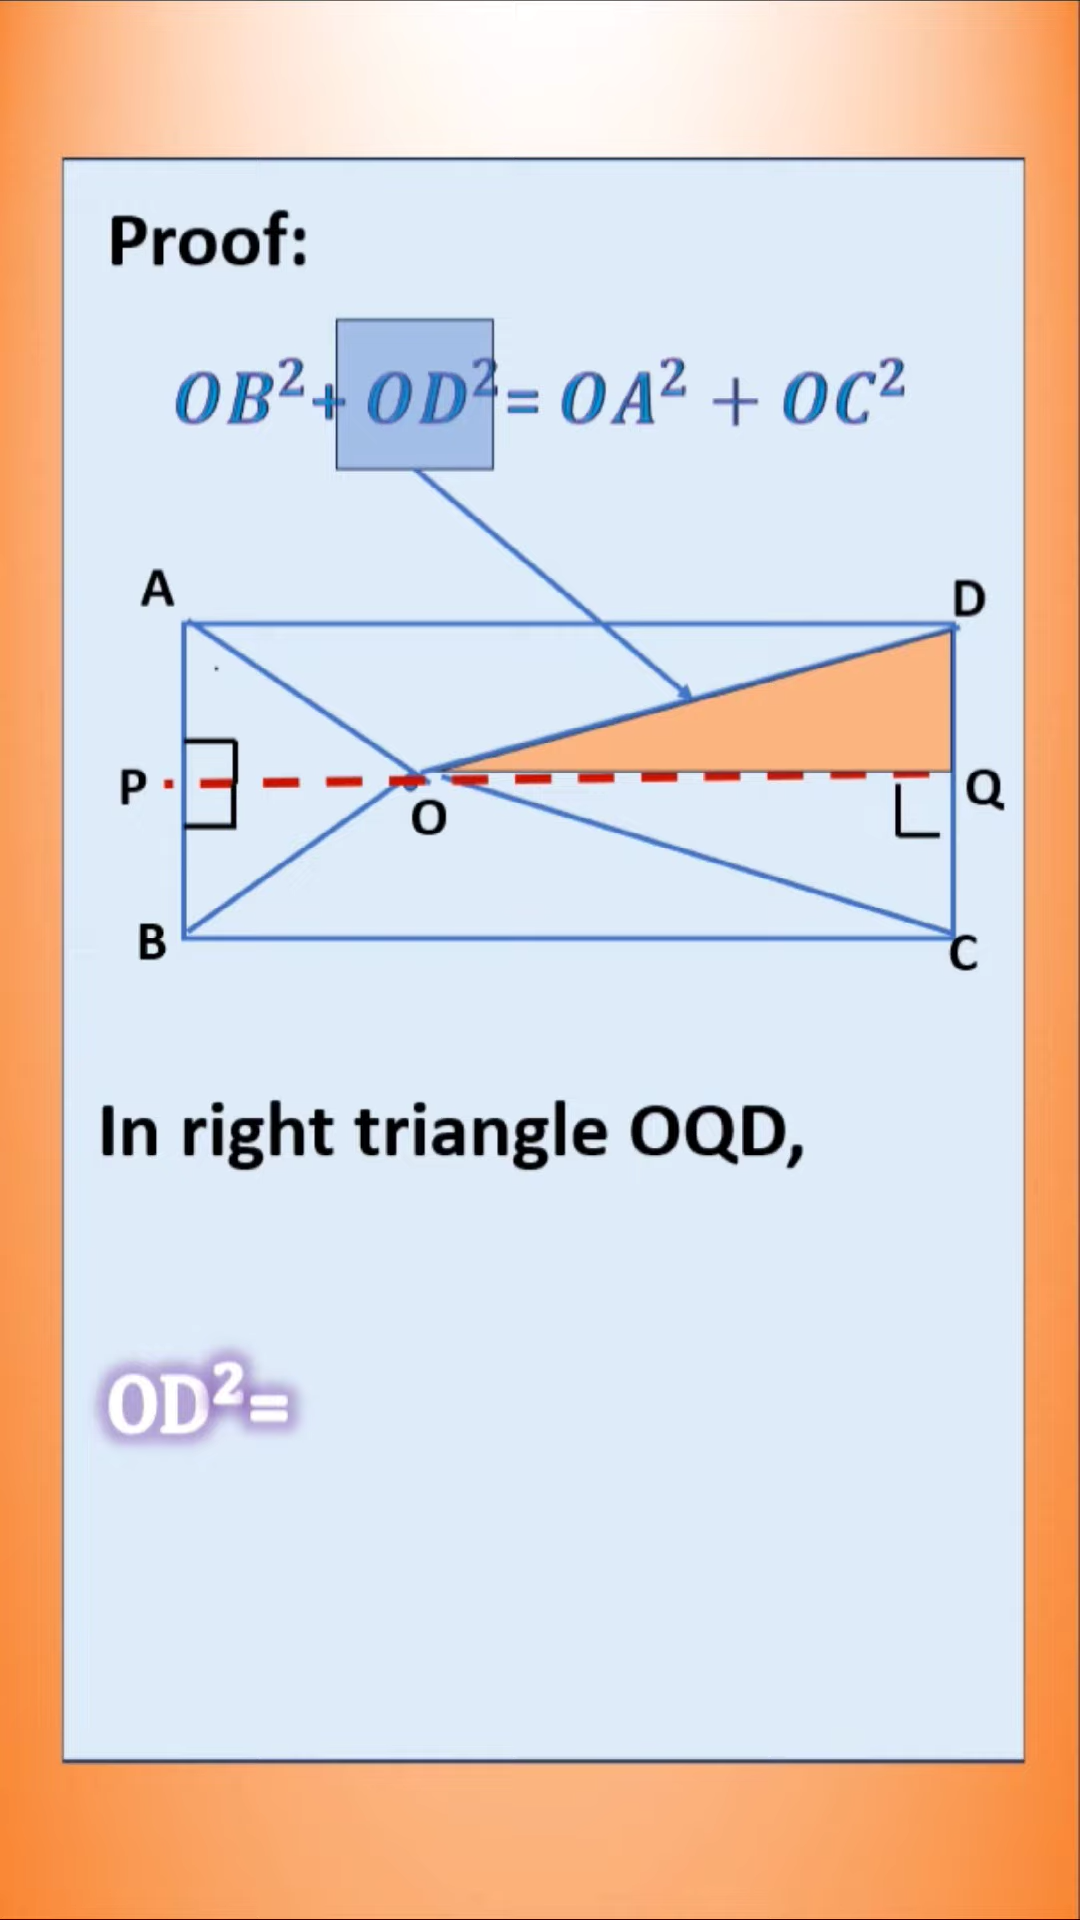 Proof:
OB²+ OD²= OA² + OC²
A
D
P
O
Q
B
C
In right triangle OQD,
OD²=